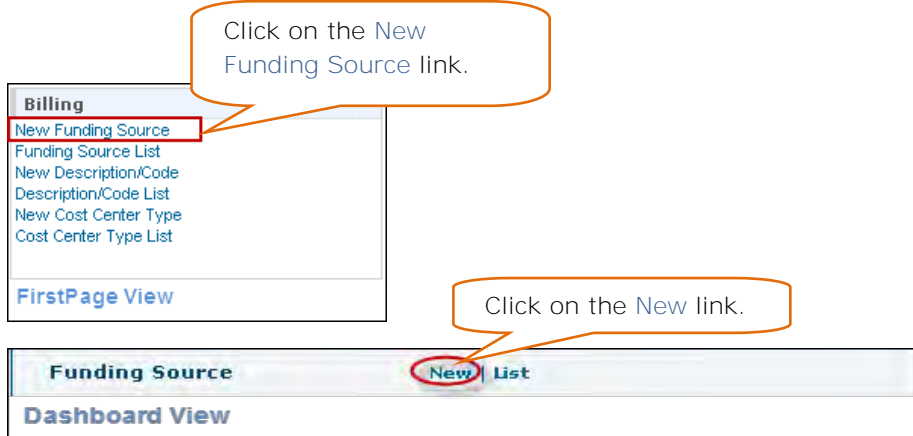 Click on the New
Funding Source link.
Billing
New Funding Source
Funding Source List
New Description/Code
Description/Code List
New Cost Center Type
Cost Center Type List
FirstPage View
Click on the New link.
Funding Source New | List
Dashboard View